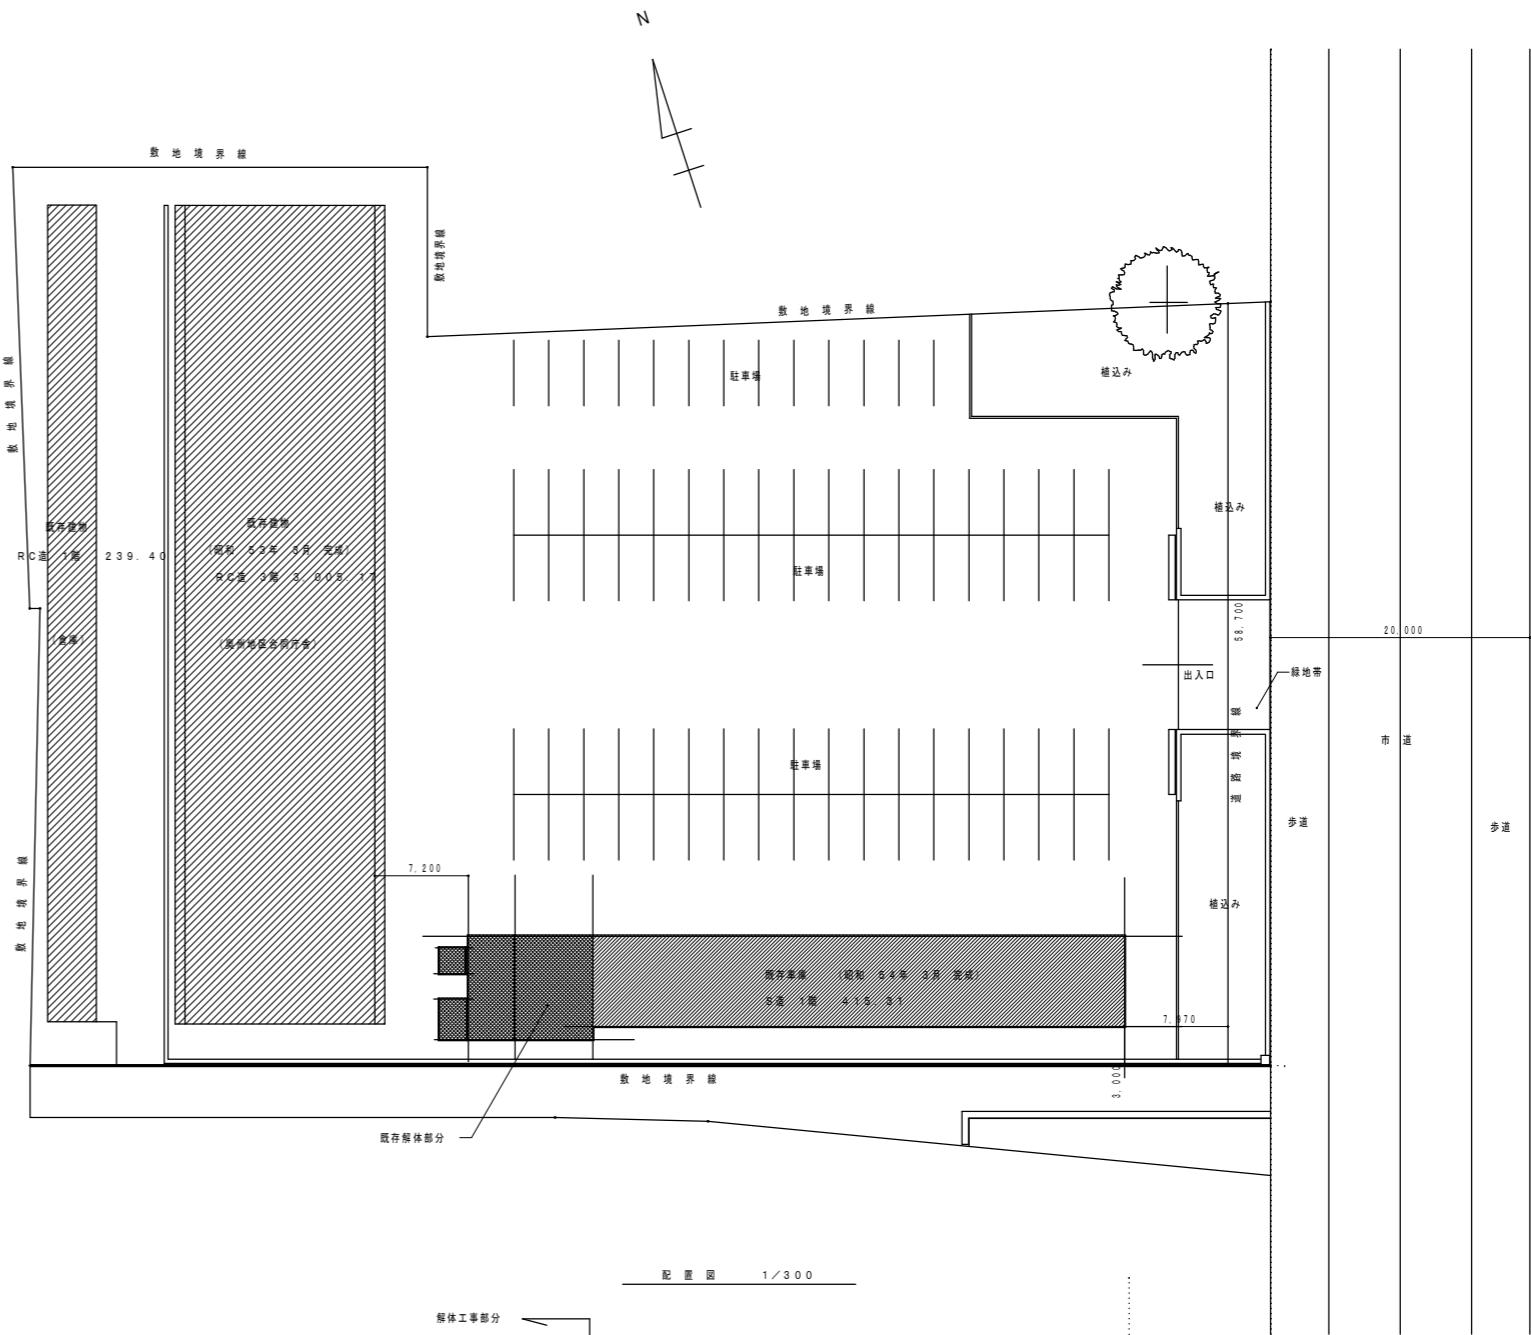 N
敷地境界線
敷地境界線
敷地境界線
敷地境界線
駐車場
植込み
植込み
既存建物
RC造 1階 239.40
(倉庫)
既存建物
(昭和 53年 3月 完成)
RC造 3階 3,005.17
(奥州地区合同庁舎)
駐車場
58,700
20,000
出入口
緑地帯
道路境界線
市道
駐車場
歩道
歩道
敷地境界線
7,200
植込み
既存車庫 (昭和 54年 3月 完成)
S造 1階 415.31
7,970
3,000
敷地境界線
既存解体部分
配置図 1/300
解体工事部分